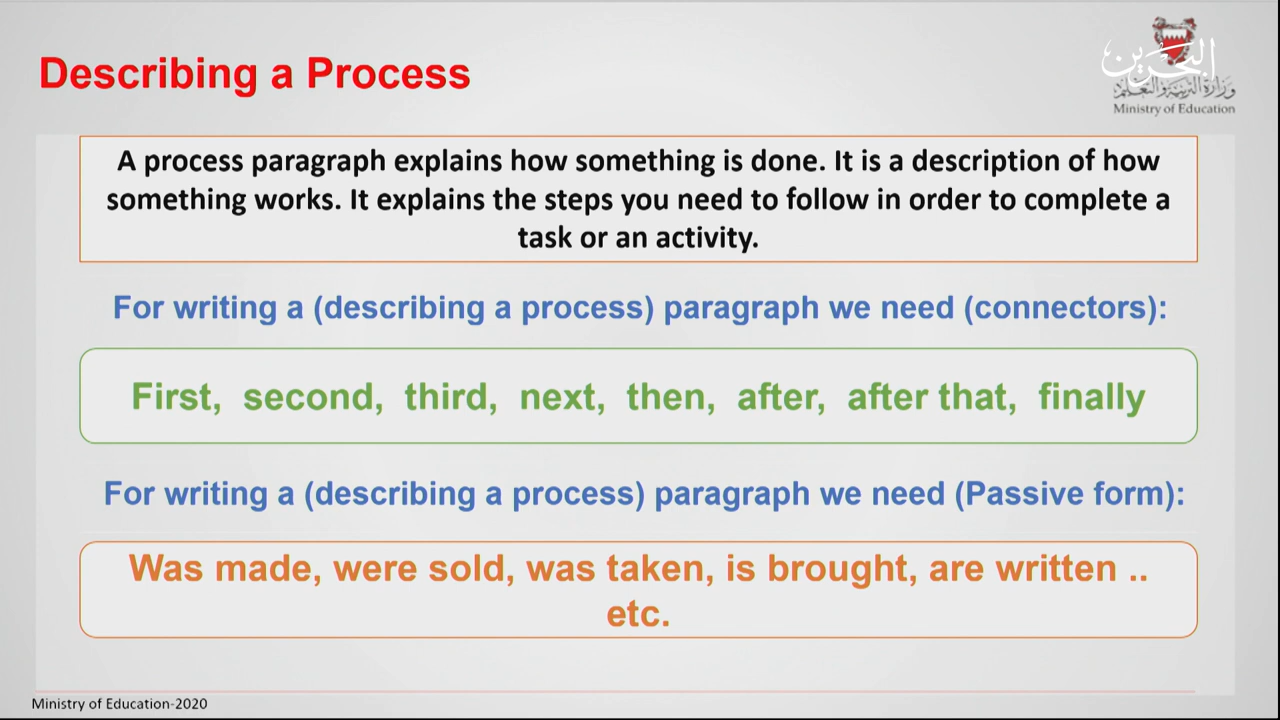 Describing a Process
البحرين
وزارة التربية والتعليم
Ministry of Education
A process paragraph explains how something is done. It is a description of how
something works. It explains the steps you need to follow in order to complete a
task or an activity.
For writing a (describing a process) paragraph we need (connectors):
First, second, third, next, then, after, after that, finally
For writing a (describing a process) paragraph we need (Passive form):
Was made, were sold, was taken, is brought, are written ..
etc.
Ministry of Education-2020